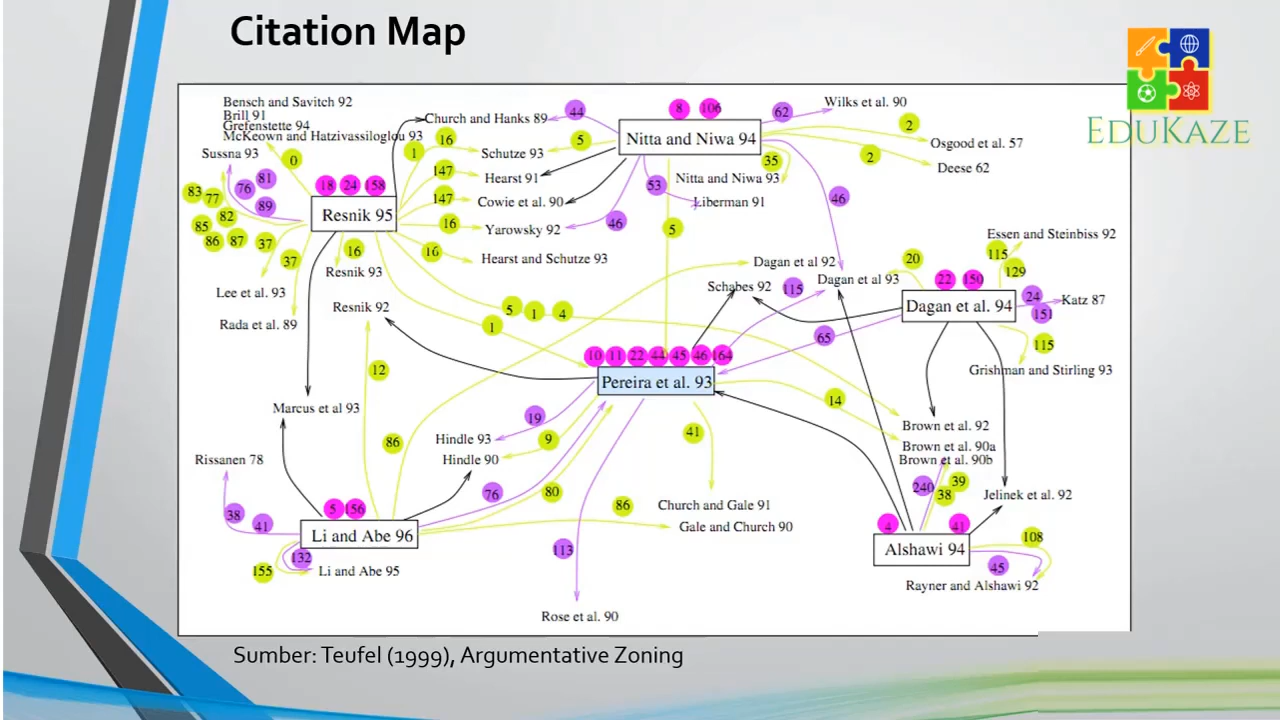 Citation Map
EDUKAZE
Bensch and Savitch 92
Brill 91
Grefenstette 94
McKeown and Hatzivassiloglou 93
Sussna 93
0
83
77
76
81
89
82
85
86
87
37
37
18 24 158
Resnik 95
16
Resnik 93
Lee et al. 93
Rada et al. 89
Resnik 92
Church and Hanks 89
44
16
1
Schutze 93
5
147
Hearst 91
147
Cowie et al. 90
16
Yarowsky 92
46
16
Hearst and Schutze 93
8 106
Nitta and Niwa 94
62
Wilks et al. 90
2
Osgood et al. 57
2
Deese 62
35
Nitta and Niwa 93
53
Liberman 91
46
5
Dagan et al 92
Schabes 92
115
Dagan et al 93
20
22 150
Dagan et al. 94
Essen and Steinbiss 92
115
129
24
151
Katz 87
115
Grishman and Stirling 93
65
5 1 4
1
10 11 22 44 45 46 164
Pereira et al. 93
12
Marcus et al 93
86
19
Hindle 93
9
Hindle 90
41
14
Brown et al. 92
Brown et al. 90a
Brown et al. 90b
Rissanen 78
38
41
5 156
Li and Abe 96
132
155
Li and Abe 95
76
80
86
Church and Gale 91
Gale and Church 90
113
Rose et al. 90
240
38
39
Jelinek et al. 92
4 41
Alshawi 94
108
45
Rayner and Alshawi 92
Sumber: Teufel (1999), Argumentative Zoning